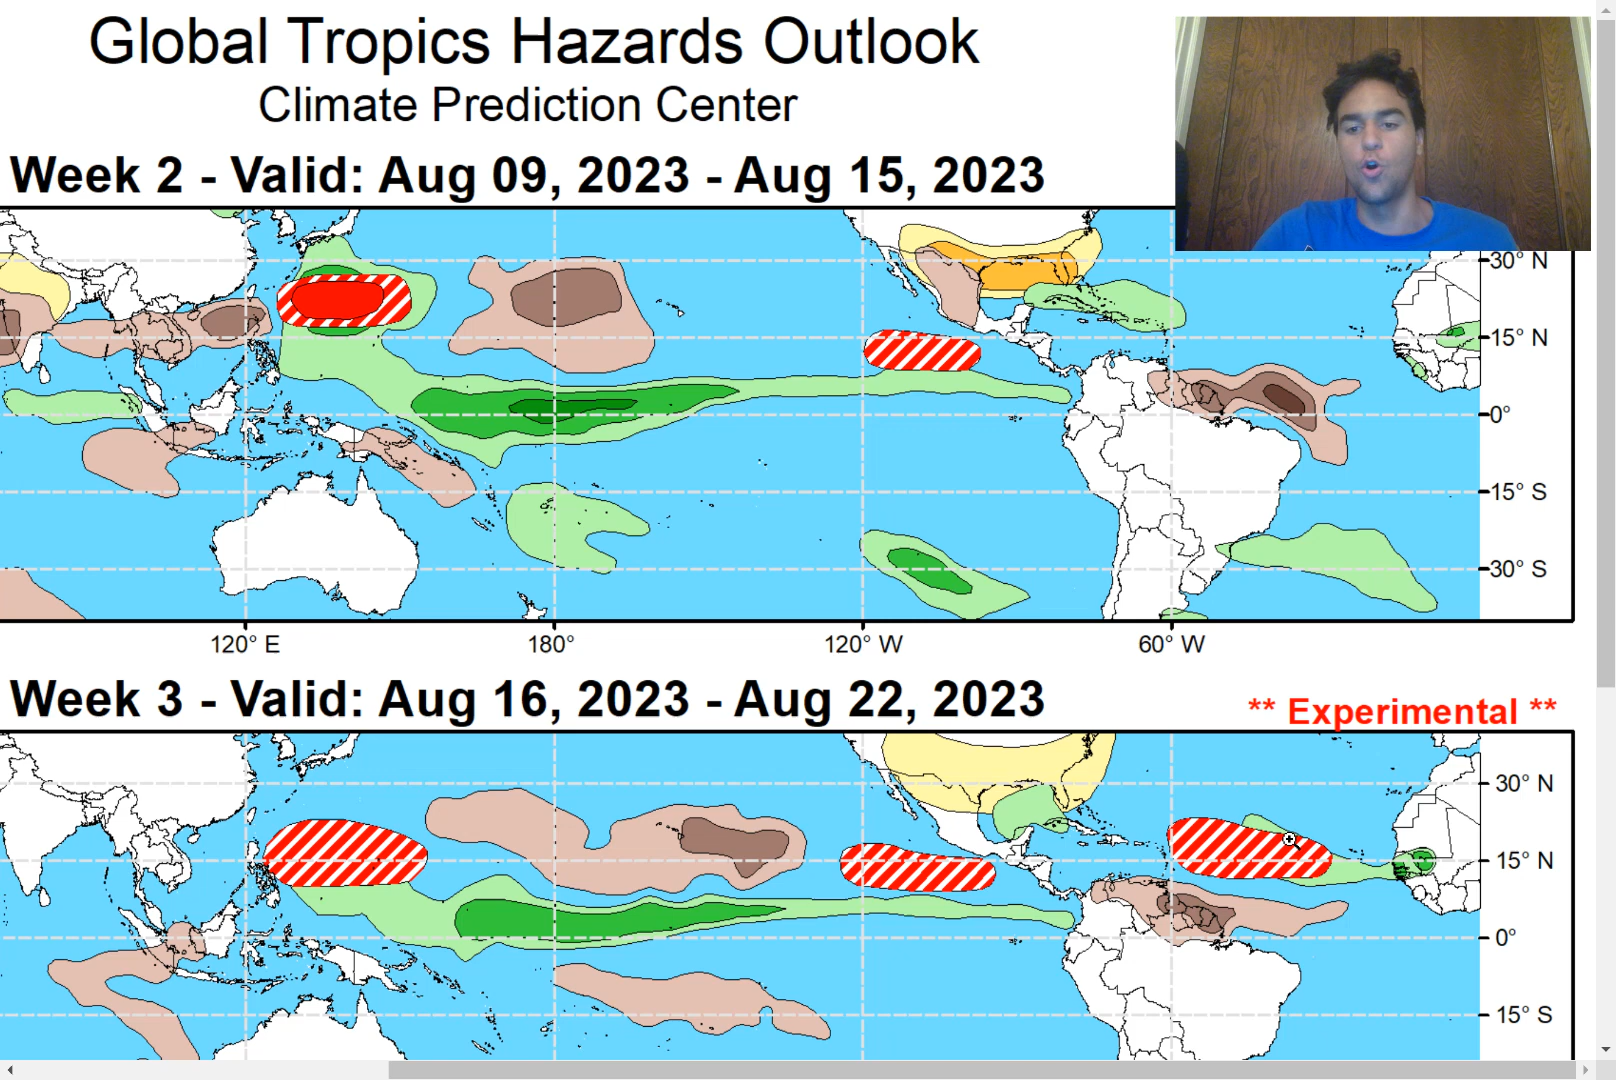 Global Tropics Hazards Outlook
Climate Prediction Center
Week 2 - Valid: Aug 09, 2023 - Aug 15, 2023
30° N
15° N
0°
15° S
30° S
120° E
180°
120° W
60° W
Week 3 - Valid: Aug 16, 2023 - Aug 22, 2023
** Experimental **
30° N
15° N
0°
15° S